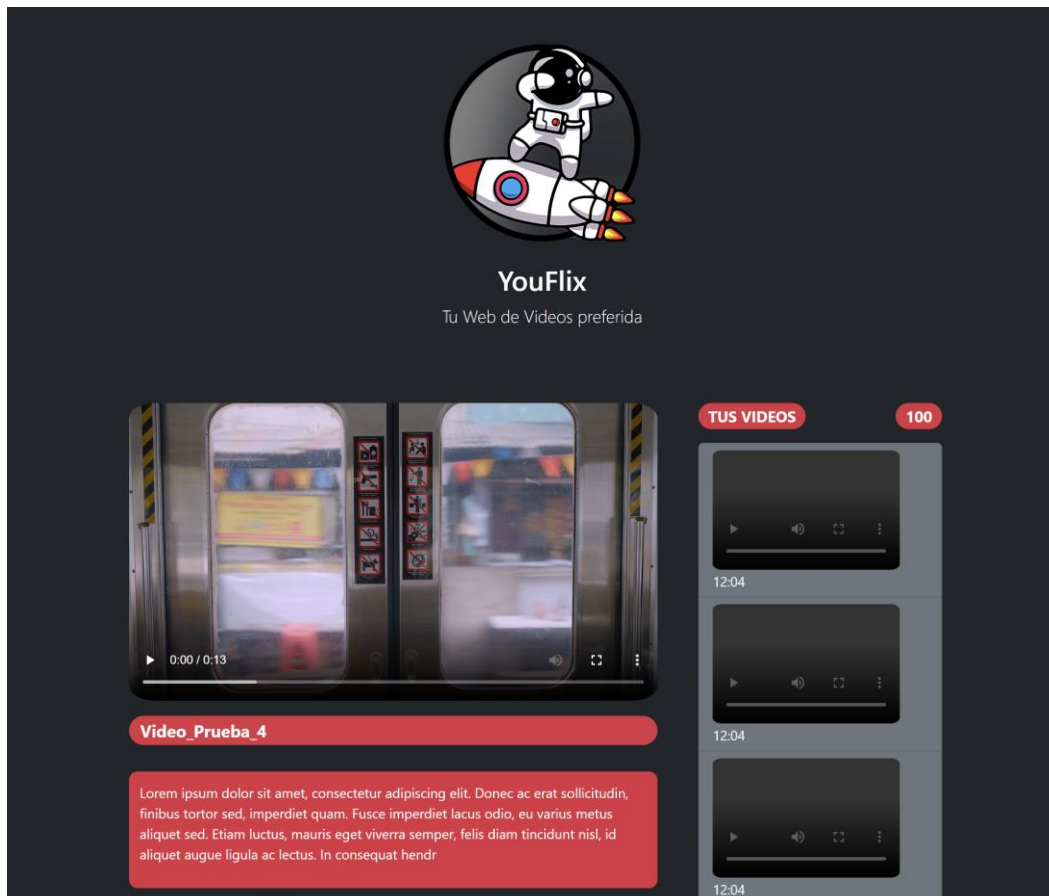 YouFlix
Tu Web de Videos preferida
0:00 / 0:13
Video_Prueba_4
Lorem ipsum dolor sit amet, consectetur adipiscing elit. Donec ac erat sollicitudin,
finibus tortor sed, imperdiet quam. Fusce imperdiet lacus odio, eu varius metus
aliquet sed. Etiam luctus, mauris eget viverra semper, felis diam tincidunt nisl, id
aliquet augue ligula ac lectus. In consequat hendr
TUS VIDEOS
100
12:04
12:04
12:04